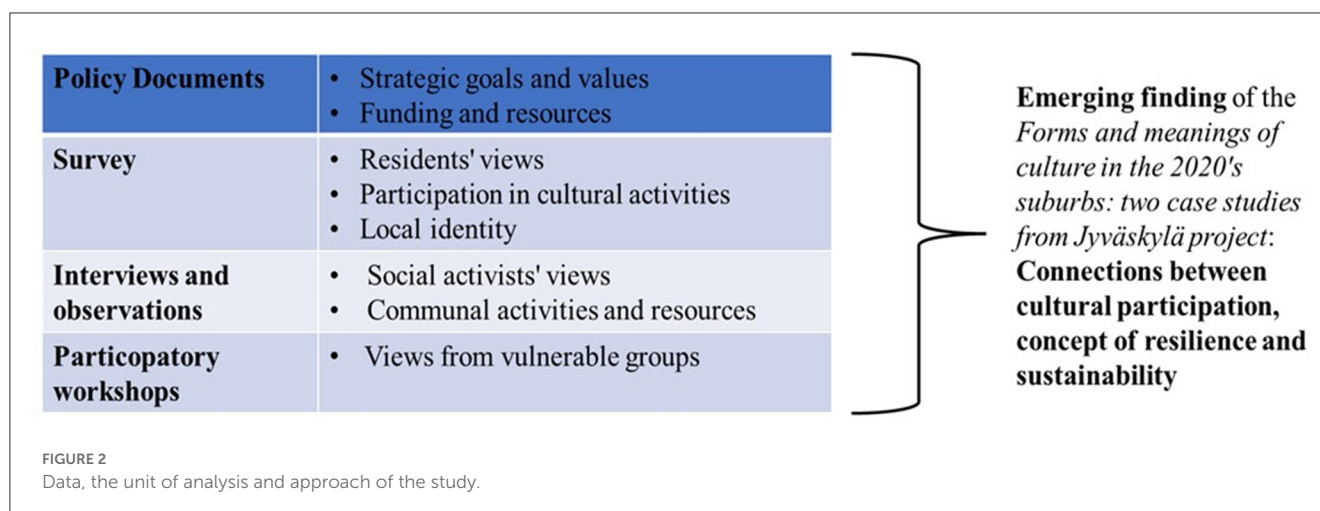 Policy Documents
• Strategic goals and values
• Funding and resources
Survey
• Residents' views
• Participation in cultural activities
• Local identity
Interviews and
observations
• Social activists' views
• Communal activities and resources
Particopatory
workshops
• Views from vulnerable groups
Emerging finding of the
Forms and meanings of
culture in the 2020's
suburbs: two case studies
from Jyväskylä project:
Connections between
cultural participation,
concept of resilience and
sustainability
FIGURE 2
Data, the unit of analysis and approach of the study.